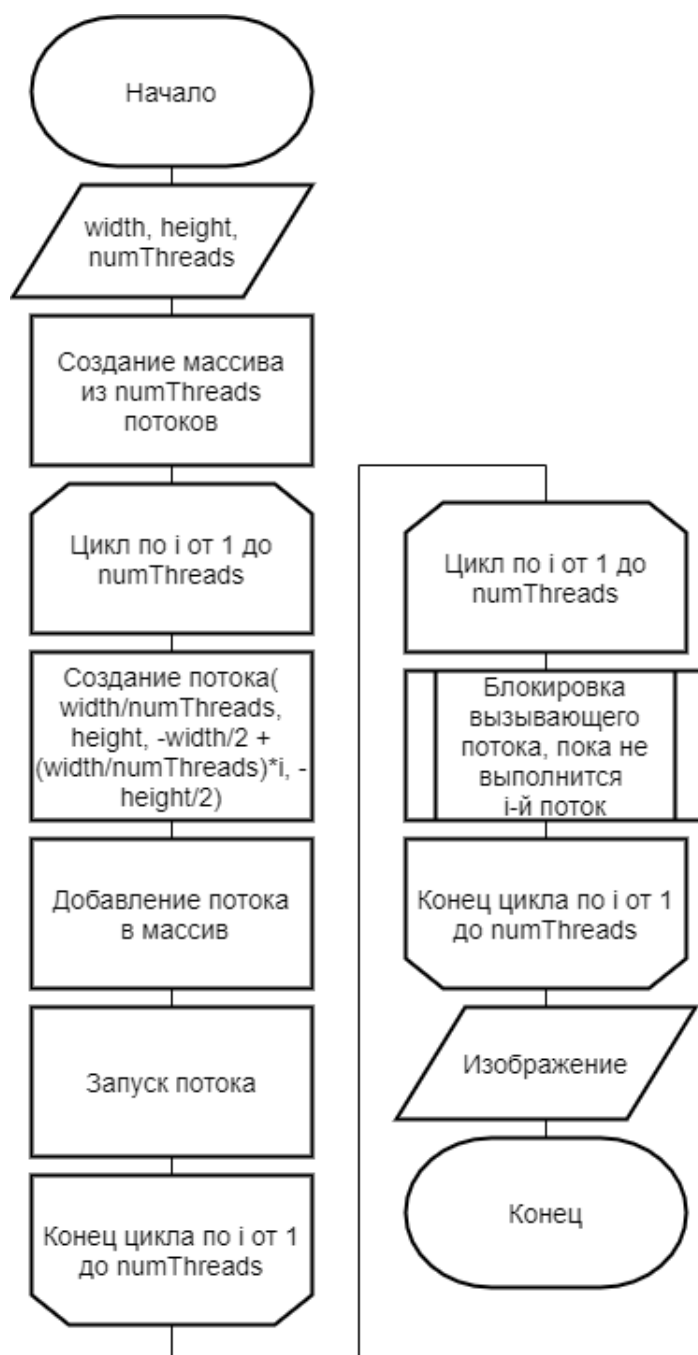 Начало
width, height,
numThreads
Создание массива
из numThreads
потоков
Цикл по i от 1 до
numThreads
Создание потока(
width/numThreads,
height, -width/2 +
(width/numThreads)*i, -
height/2)
Добавление потока
в массив
Запуск потока
Конец цикла по i от 1
до numThreads
Цикл по i от 1 до
numThreads
Блокировка
вызывающего
потока, пока не
выполнится
i-й поток
Конец цикла по i от 1
до numThreads
Изображение
Конец